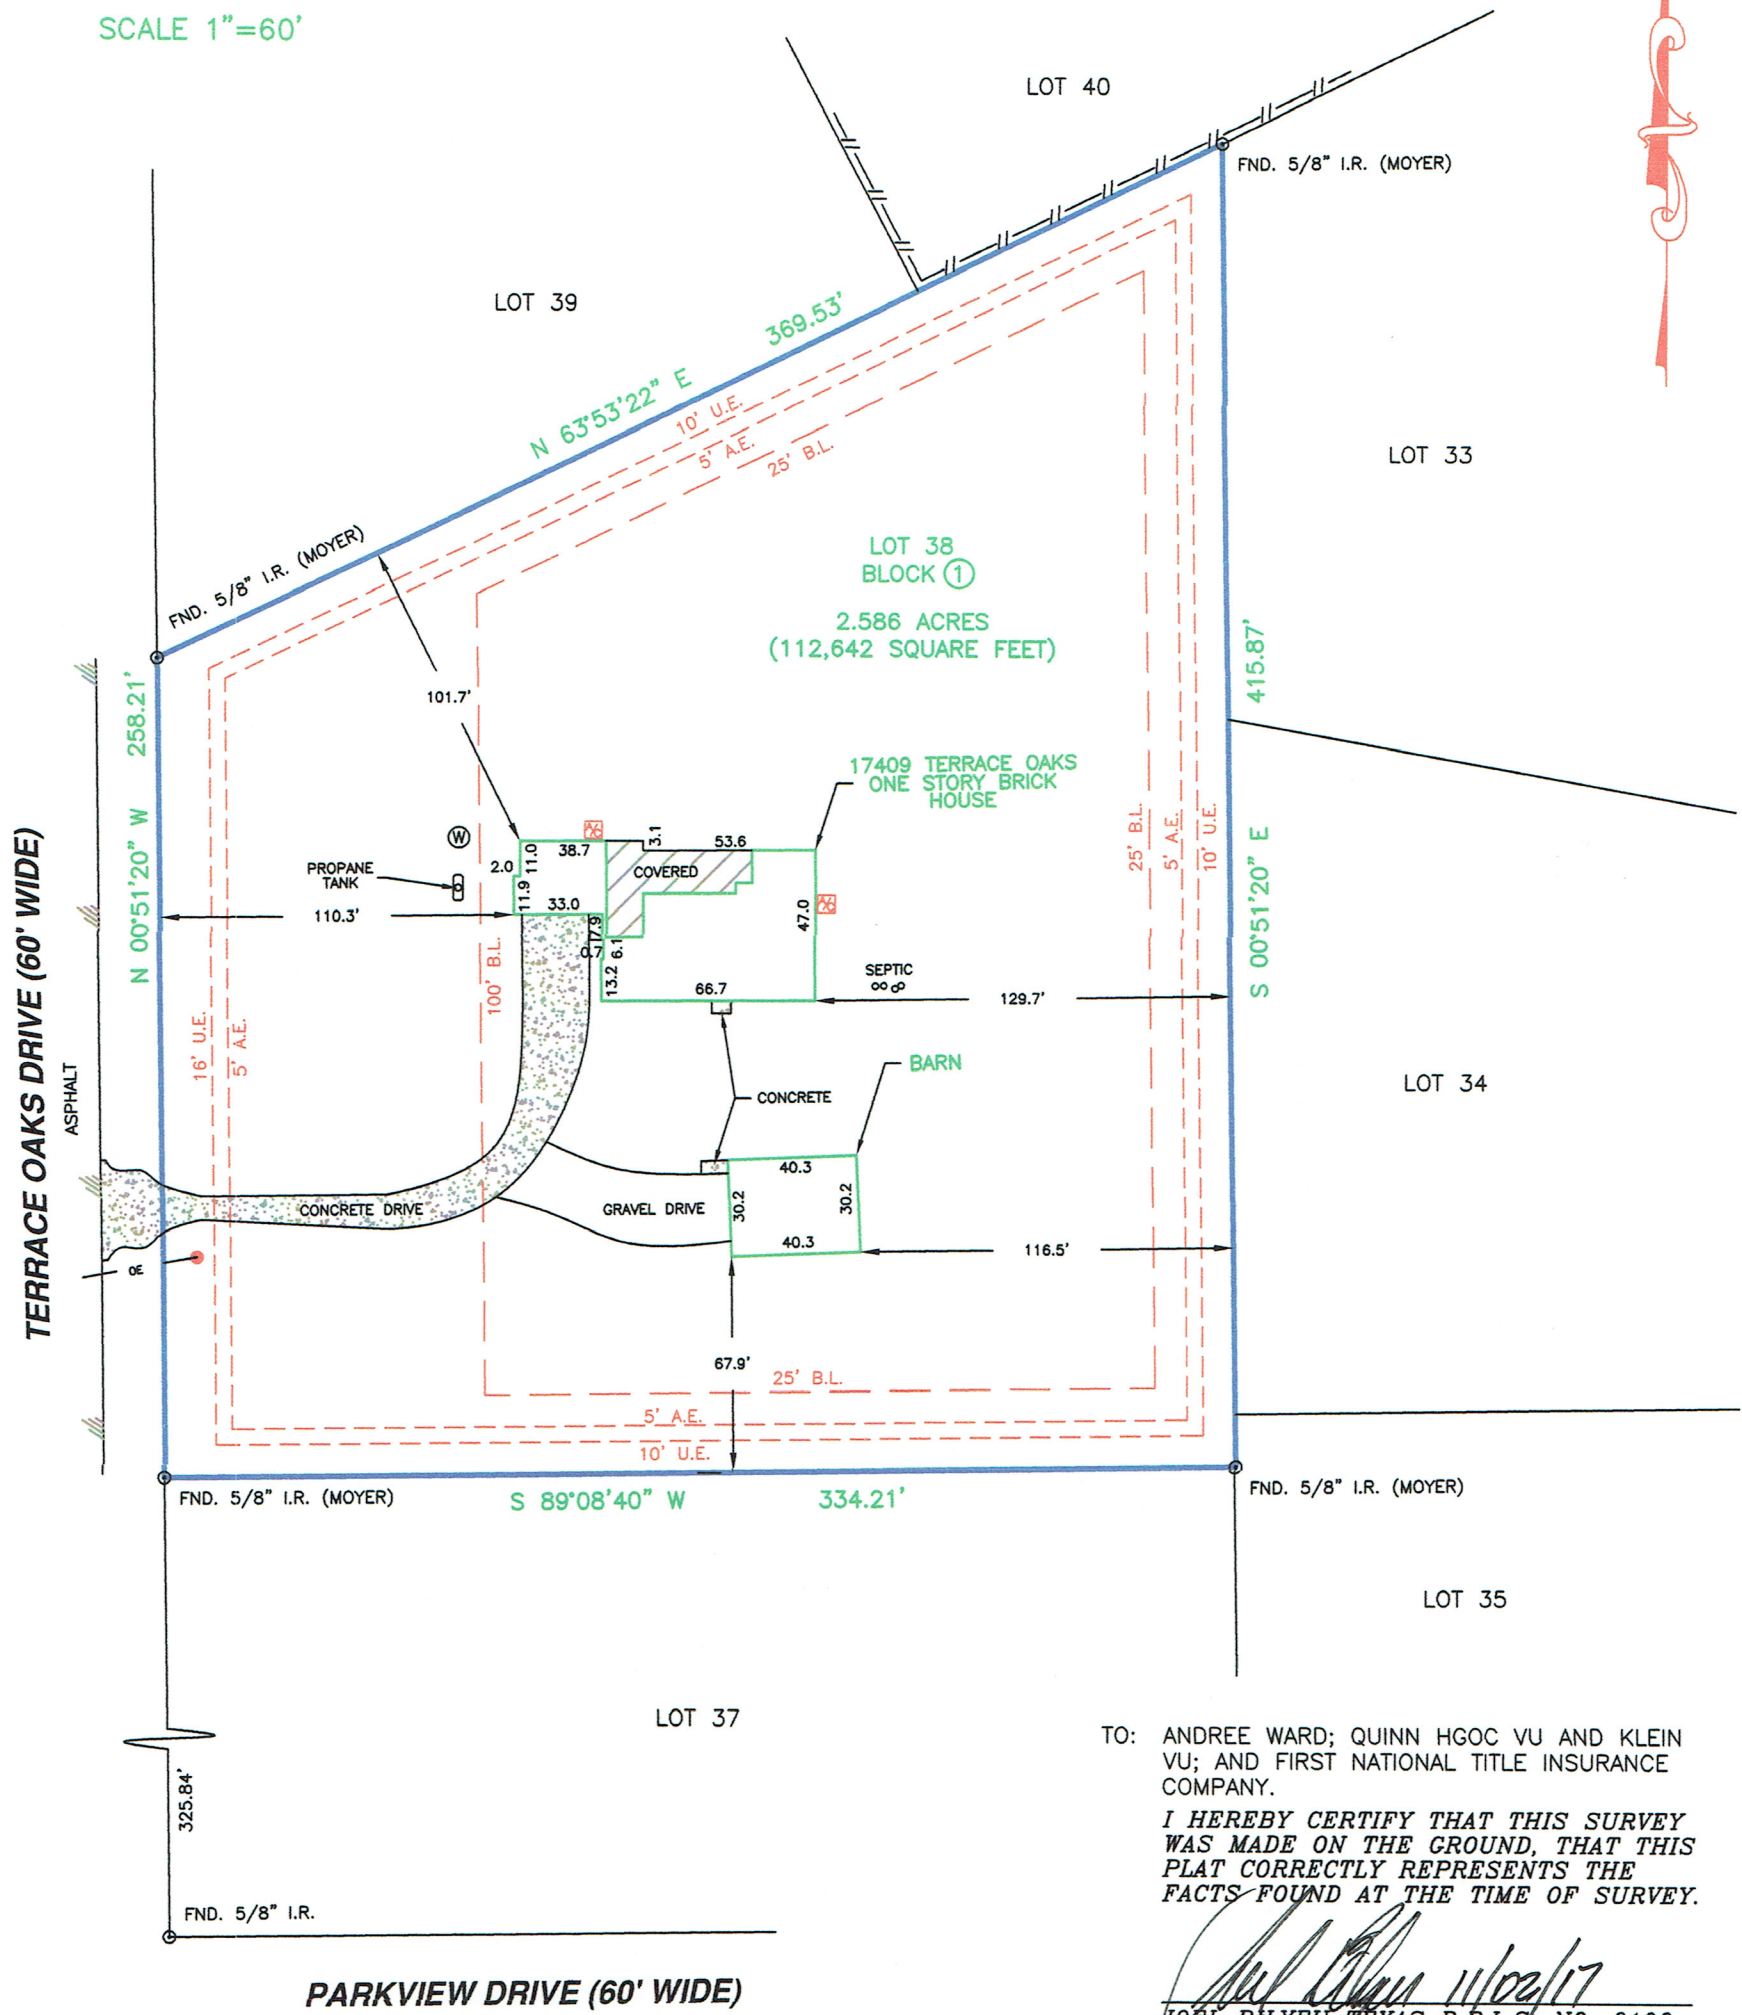 SCALE 1"=60'
LOT 40
FND. 5/8" I.R. (MOYER)
LOT 39
369.53'
N 63°53'22" E
10' U.E.
5' A.E.
25' B.L.
LOT 33
FND. 5/8" I.R. (MOYER)
LOT 38
BLOCK 1
2.586 ACRES
(112,642 SQUARE FEET)
415.87'
S 00°51'20" E
258.21'
N 00°51'20" W
101.7'
17409 TERRACE OAKS
ONE STORY BRICK
HOUSE
W
A/C
PROPANE
TANK
2.0
11.0
38.7
3.1
53.6
COVERED
11.9
33.0
110.3'
17.9
0.7
6.1
13.2
47.0
A/C
66.7
SEPTIC
129.7'
25' B.L.
5' A.E.
10' U.E.
100' B.L.
16' U.E.
5' A.E.
TERRACE OAKS DRIVE (60' WIDE)
ASPHALT
BARN
CONCRETE
LOT 34
40.3
30.2
30.2
40.3
CONCRETE DRIVE
GRAVEL DRIVE
116.5'
OE
67.9'
25' B.L.
5' A.E.
10' U.E.
FND. 5/8" I.R. (MOYER)
S 89°08'40" W
334.21'
FND. 5/8" I.R. (MOYER)
LOT 35
LOT 37
325.84'
FND. 5/8" I.R.
PARKVIEW DRIVE (60' WIDE)
TO: ANDREE WARD; QUINN HGOC VU AND KLEIN
VU; AND FIRST NATIONAL TITLE INSURANCE
COMPANY.
I HEREBY CERTIFY THAT THIS SURVEY
WAS MADE ON THE GROUND, THAT THIS
PLAT CORRECTLY REPRESENTS THE
FACTS FOUND AT THE TIME OF SURVEY.
11/02/17